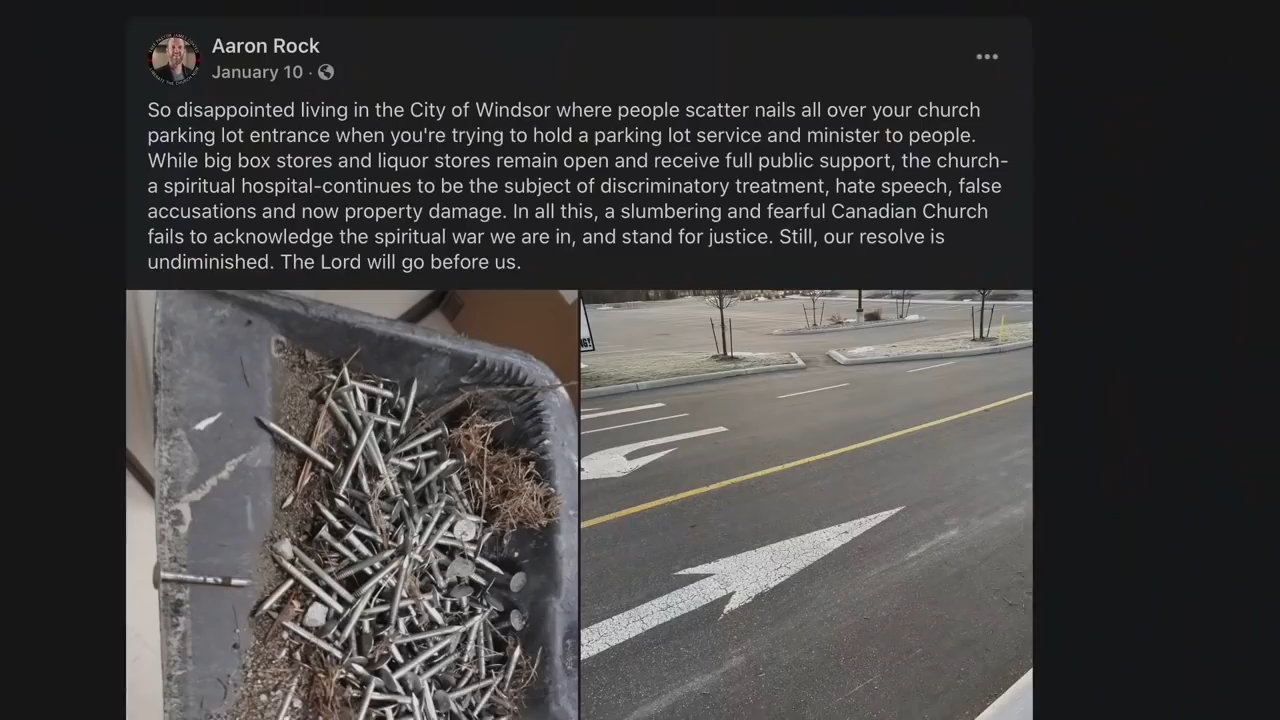 Aaron Rock
January 10 ·
So disappointed living in the City of Windsor where people scatter nails all over your church
parking lot entrance when you're trying to hold a parking lot service and minister to people.
While big box stores and liquor stores remain open and receive full public support, the church-
a spiritual hospital-continues to be the subject of discriminatory treatment, hate speech, false
accusations and now property damage. In all this, a slumbering and fearful Canadian Church
fails to acknowledge the spiritual war we are in, and stand for justice. Still, our resolve is
undiminished. The Lord will go before us.